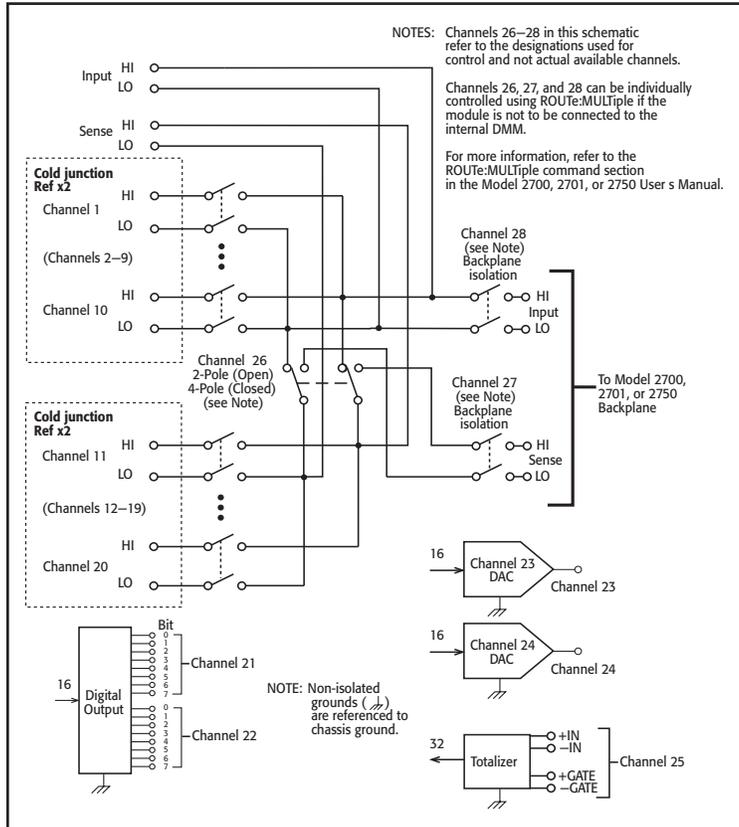 NOTES: Channels 26–28 in this schematic
refer to the designations used for
control and not actual available channels.
Channels 26, 27, and 28 can be individually
controlled using ROUTe:MULTiple if the
module is not to be connected to the
internal DMM.
For more information, refer to the
ROUTe:MULTiple command section
in the Model 2700, 2701, or 2750 User s Manual.
Input
HI
LO
Sense
HI
LO
Cold junction
Ref x2
Channel 1
HI
LO
(Channels 2–9)
Channel 10
HI
LO
Channel 28
(see Note)
Backplane
isolation
HI
Input
LO
Channel 26
2-Pole (Open)
4-Pole (Closed)
(see Note)
Channel 27
(see Note)
Backplane
isolation
HI
Sense
LO
To Model 2700,
2701, or 2750
Backplane
Cold junction
Ref x2
Channel 11
HI
LO
(Channels 12–19)
Channel 20
HI
LO
16
Channel 23
DAC
Channel 23
16
Channel 24
DAC
Channel 24
Bit
16
Digital
Output
0
1
2
3
4
5
6
7
Channel 21
0
1
2
3
4
5
6
7
Channel 22
NOTE: Non-isolated
grounds ( )
are referenced to
chassis ground.
32
Totalizer
+IN
–IN
+GATE
–GATE
Channel 25